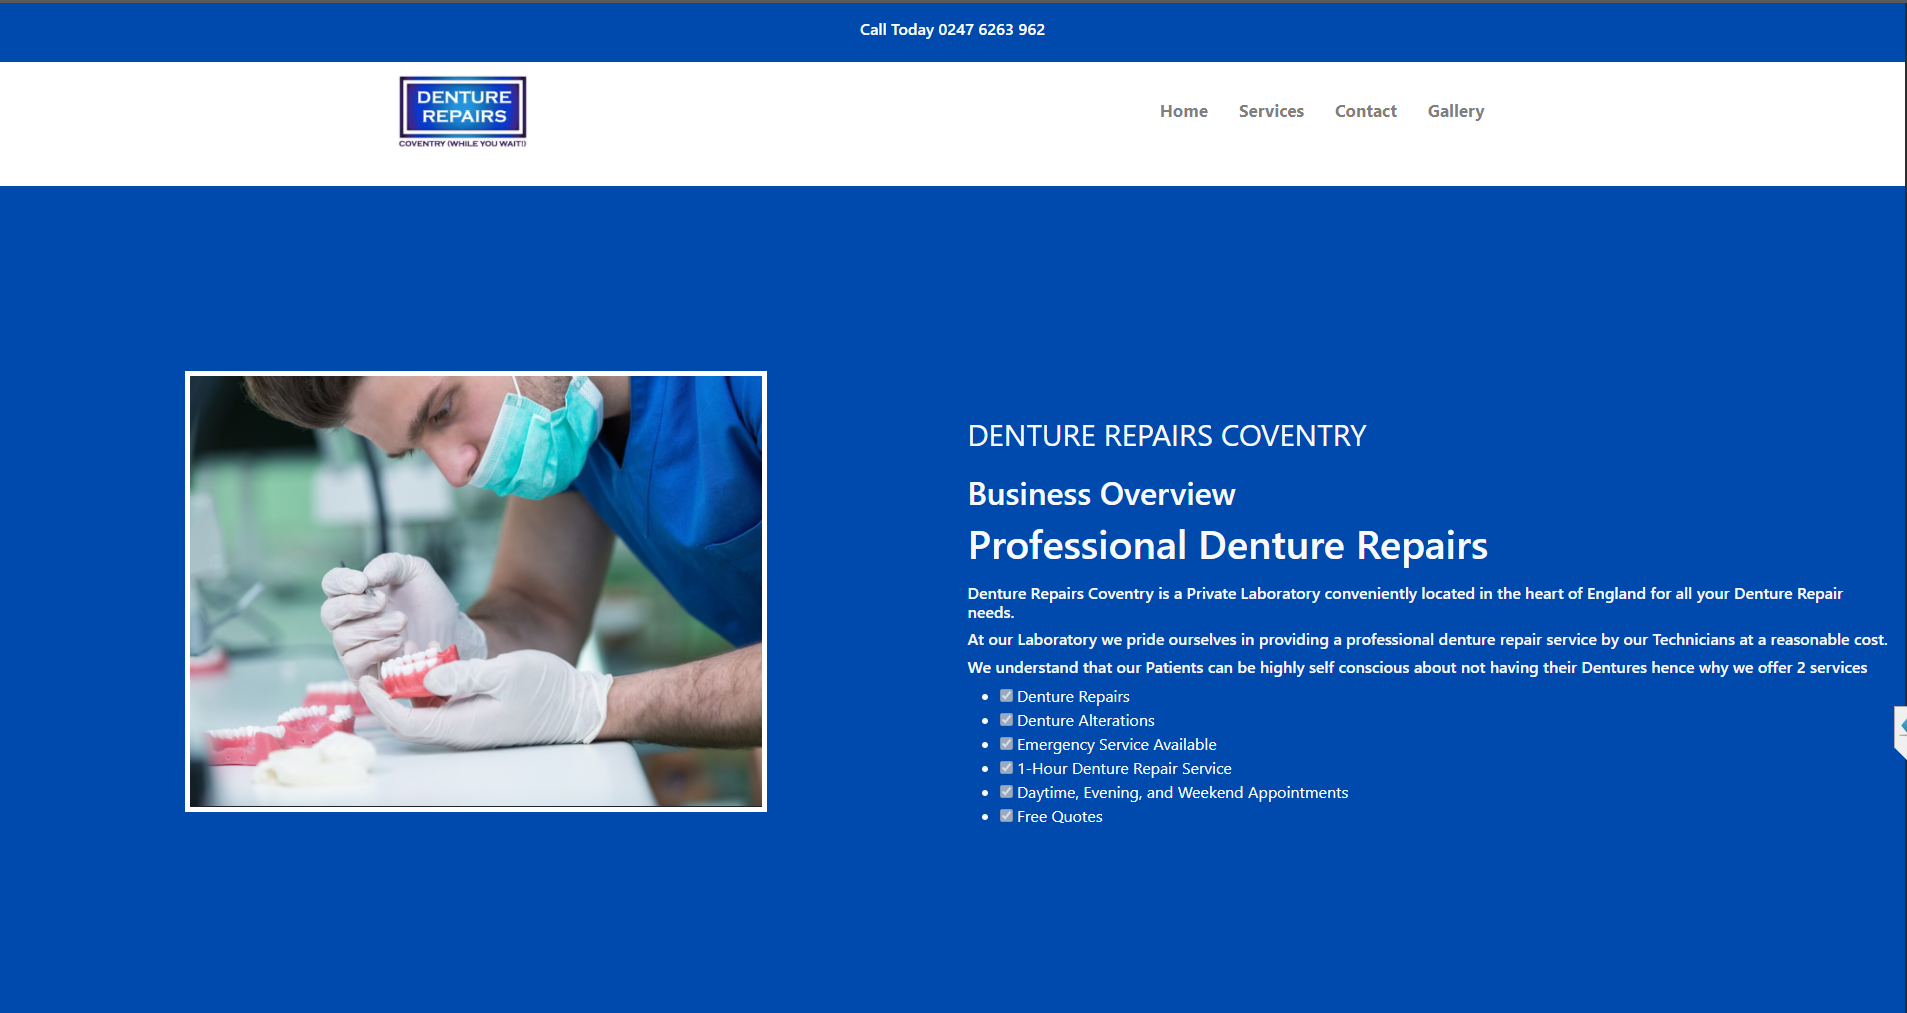 Call Today 0247 6263 962
DENTURE
REPAIRS
COVENTRY (WHILE YOU WAIT!)
Home Services Contact Gallery
DENTURE REPAIRS COVENTRY
Business Overview
Professional Denture Repairs
Denture Repairs Coventry is a Private Laboratory conveniently located in the heart of England for all your Denture Repair
needs.
At our Laboratory we pride ourselves in providing a professional denture repair service by our Technicians at a reasonable cost.
We understand that our Patients can be highly self conscious about not having their Dentures hence why we offer 2 services
Denture Repairs
Denture Alterations
Emergency Service Available
1-Hour Denture Repair Service
Daytime, Evening, and Weekend Appointments
Free Quotes